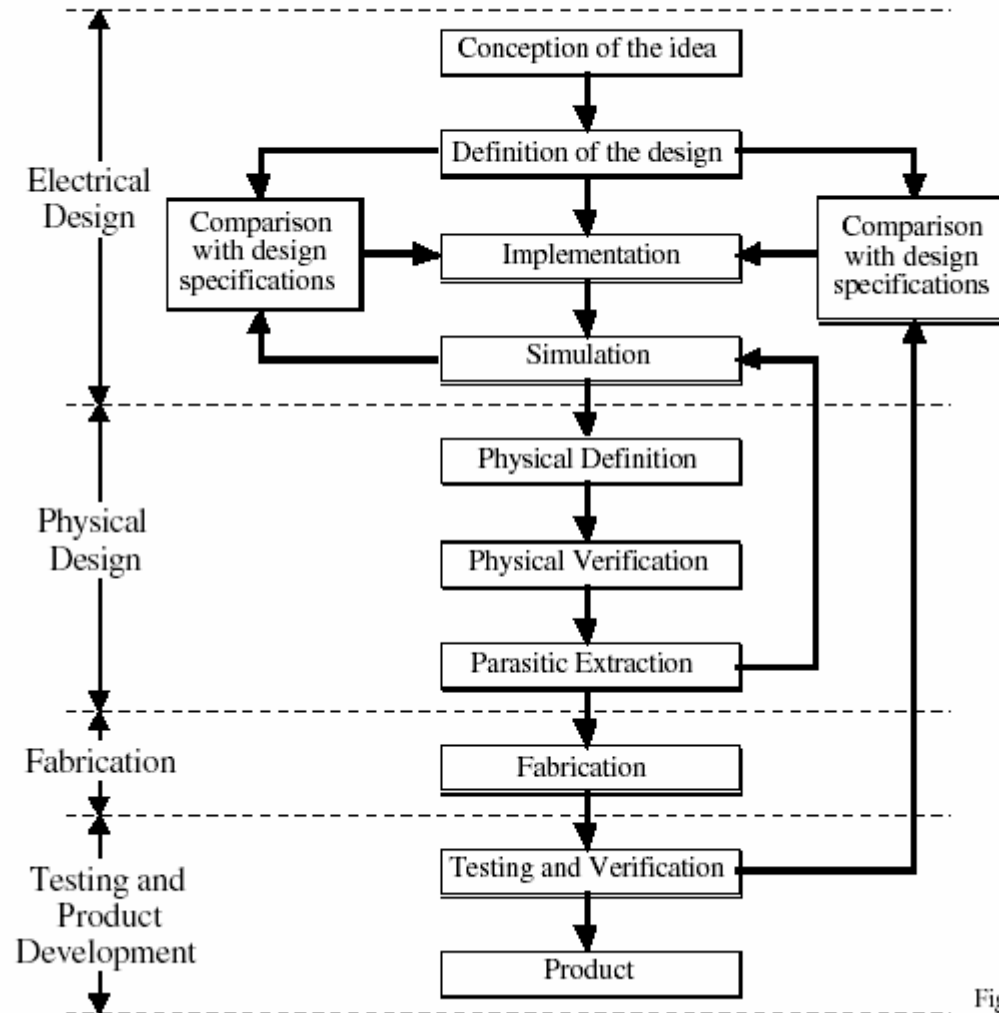 Conception of the idea
Definition of the design
Electrical
Design
Comparison
with design
specifications
Implementation
Comparison
with design
specifications
Simulation
Physical Definition
Physical
Design
Physical Verification
Parasitic Extraction
Fabrication
Fabrication
Testing and Verification
Testing and
Product
Development
Product